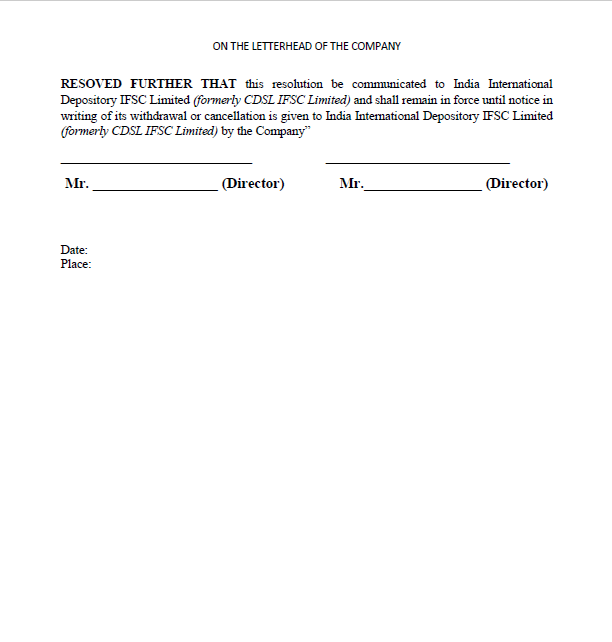 ON THE LETTERHEAD OF THE COMPANY
RESOVED FURTHER THAT this resolution be communicated to India International
Depository IFSC Limited (formerly CDSL IFSC Limited) and shall remain in force until notice in
writing of its withdrawal or cancellation is given to India International Depository IFSC Limited
(formerly CDSL IFSC Limited) by the Company”
Mr. __________________ (Director) Mr.__________________ (Director)
Date:
Place: